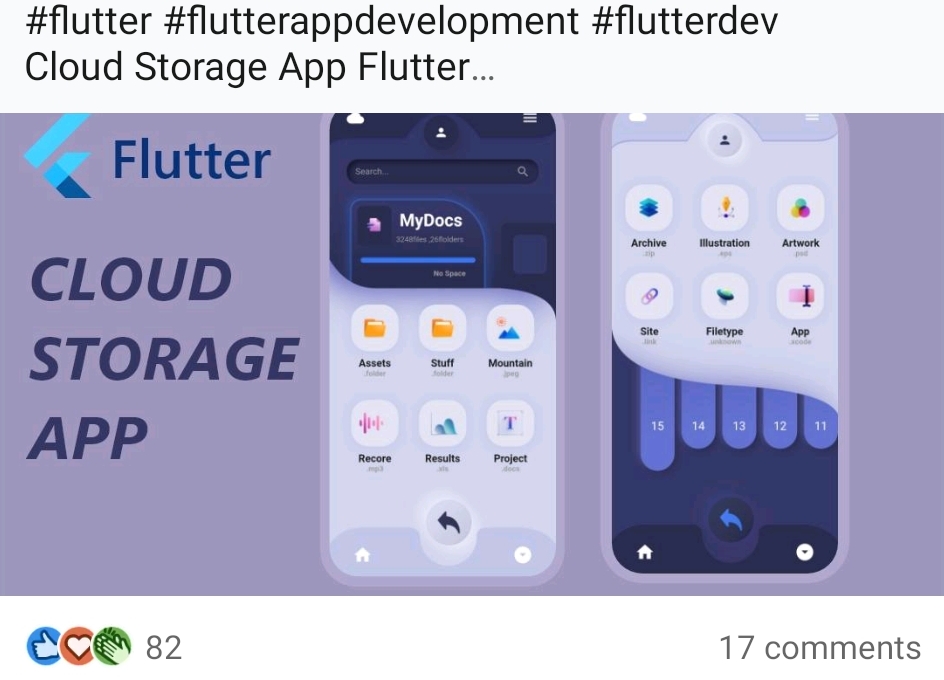 #flutter #flutterappdevelopment #flutterdev
Cloud Storage App Flutter...
Flutter
CLOUD
STORAGE
APP
Search...
MyDocs
3248files ,26folders
No Space
Assets Stuff Mountain
.folder .folder .jpeg
Recore Results Project
.mp3 .xls .docx
Archive Illustration Artwork
.zip .eps .psd
Site Filetype App
.link .unknown .xcode
15 14 13 12 11
82 17 comments